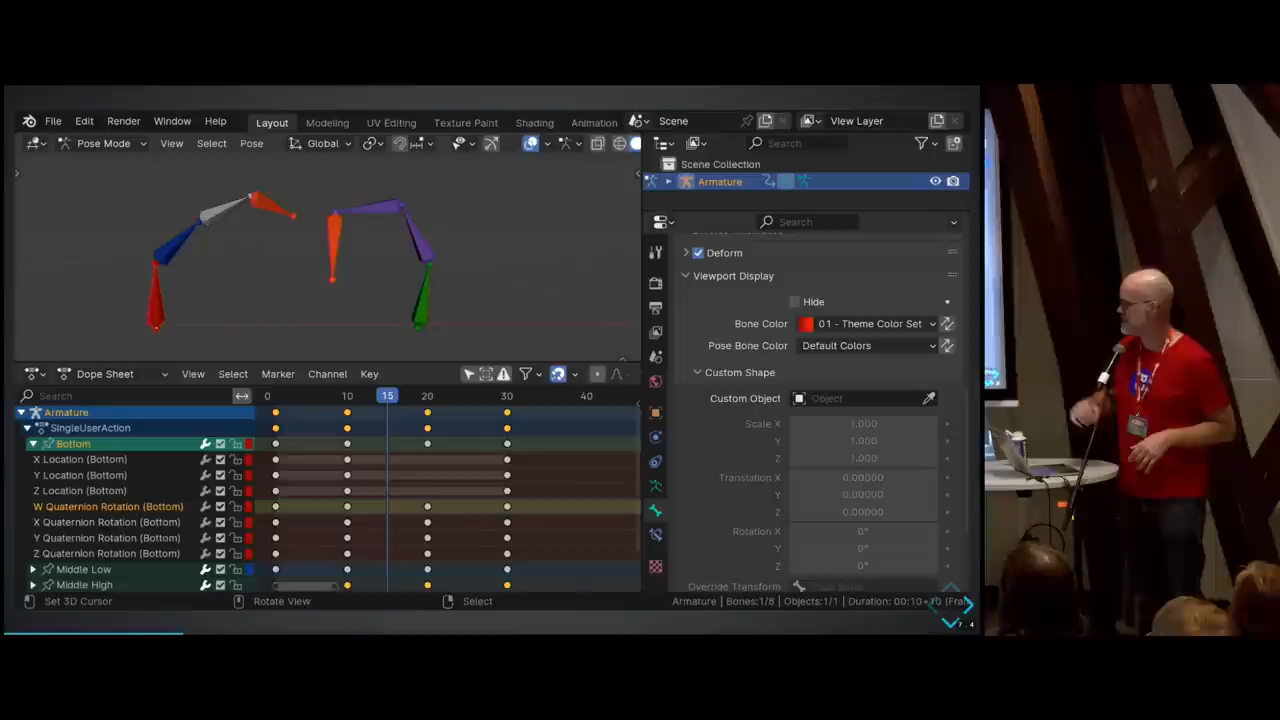 File Edit Render Window Help Layout Modeling UV Editing Texture Paint Shading Animation Scene View Layer
Pose Mode View Select Pose Global Search
Scene Collection
Armature
Search
Deform
Viewport Display
Hide
Bone Color 01 - Theme Color Set
Pose Bone Color Default Colors
Custom Shape
Custom Object Object
Scale X 1.000
Y 1.000
Z 1.000
Translation X 0.00000
Y 0.00000
Z 0.00000
Rotation X 0°
Y 0°
Z 0°
Override Transform
Dope Sheet View Select Marker Channel Key
Search 0 10 15 20 30 40
Armature
SingleUserAction
Bottom
X Location (Bottom)
Y Location (Bottom)
Z Location (Bottom)
W Quaternion Rotation (Bottom)
X Quaternion Rotation (Bottom)
Y Quaternion Rotation (Bottom)
Z Quaternion Rotation (Bottom)
Middle Low
Middle High
Set 3D Cursor Rotate View Select Armature | Bones:1/8 | Objects:1/1 | Duration: 00:10+10 (Fra
7.4